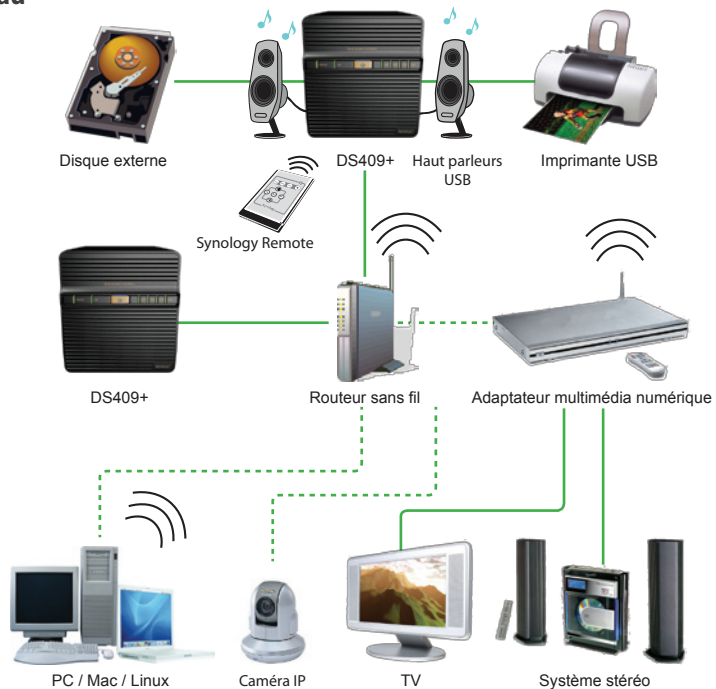 Disque externe
DS409+
Haut parleurs
USB
Imprimante USB
Synology Remote
DS409+
Routeur sans fil
Adaptateur multimédia numérique
PC / Mac / Linux
Caméra IP
TV
Système stéréo